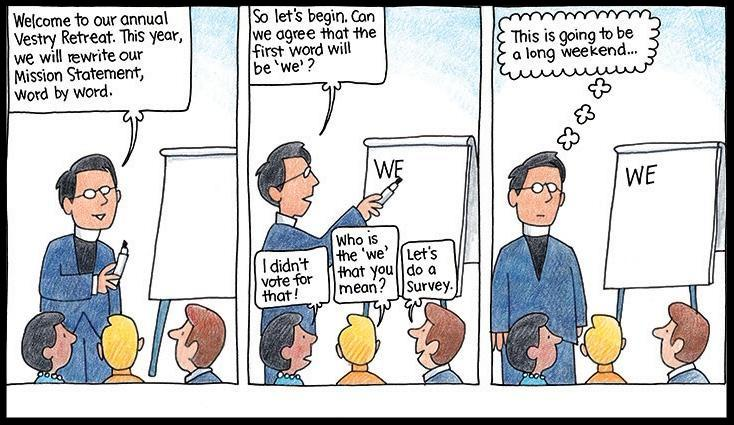 Welcome to our annual
Vestry Retreat. This year,
we will rewrite our
Mission Statement,
word by word.
So let's begin. Can
we agree that the
first word will
be 'we'?
WE
I didn't
vote for
that!
Who is
the 'we'
that you
mean?
Let's
do a
Survey.
This is going to be
a long weekend...
WE